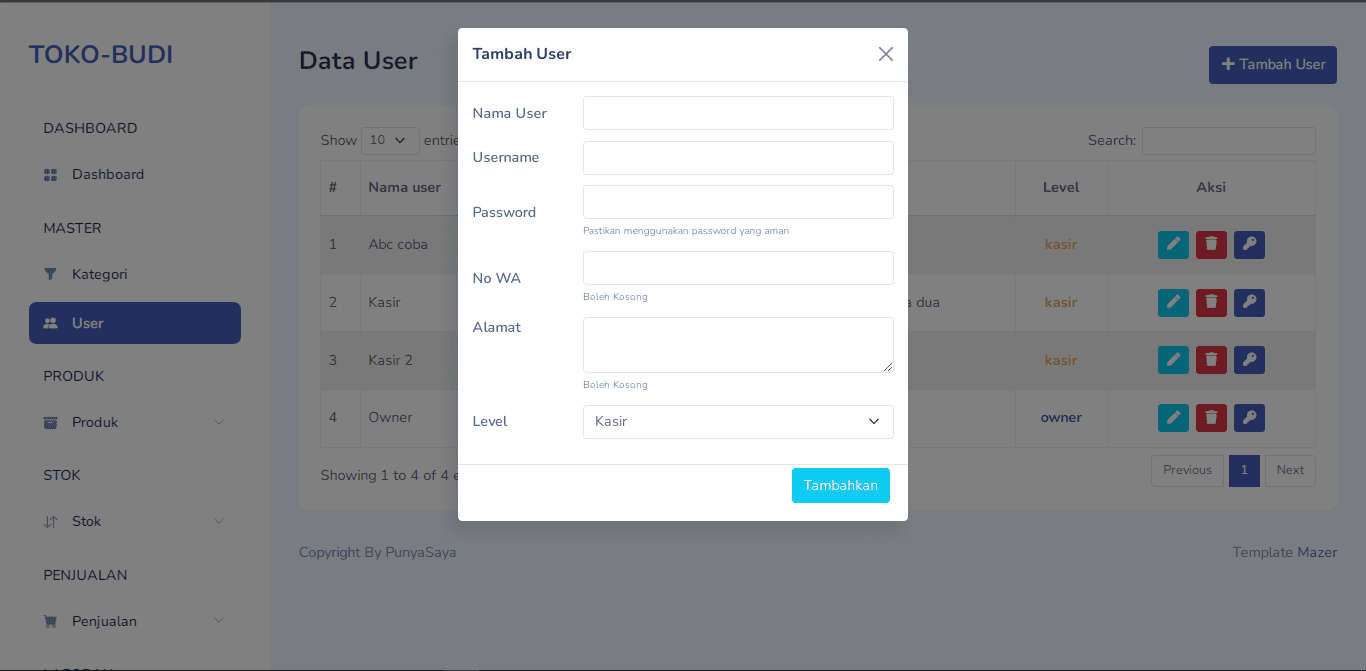 TOKO-BUDI
DASHBOARD
Dashboard
MASTER
Kategori
User
PRODUK
Produk
STOK
Stok
PENJUALAN
Penjualan
LAPORAN
Data User
Tambah User
Show 10 entrie
Search:
# Nama user Level Aksi
1 Abc coba kasir
2 Kasir a dua kasir
3 Kasir 2 kasir
4 Owner owner
Showing 1 to 4 of 4 e
Previous 1 Next
Copyright By PunyaSaya
Template Mazer
Tambah User
Nama User
Username
Password
Pastikan menggunakan password yang aman
No WA
Boleh Kosong
Alamat
Boleh Kosong
Level Kasir
Tambahkan